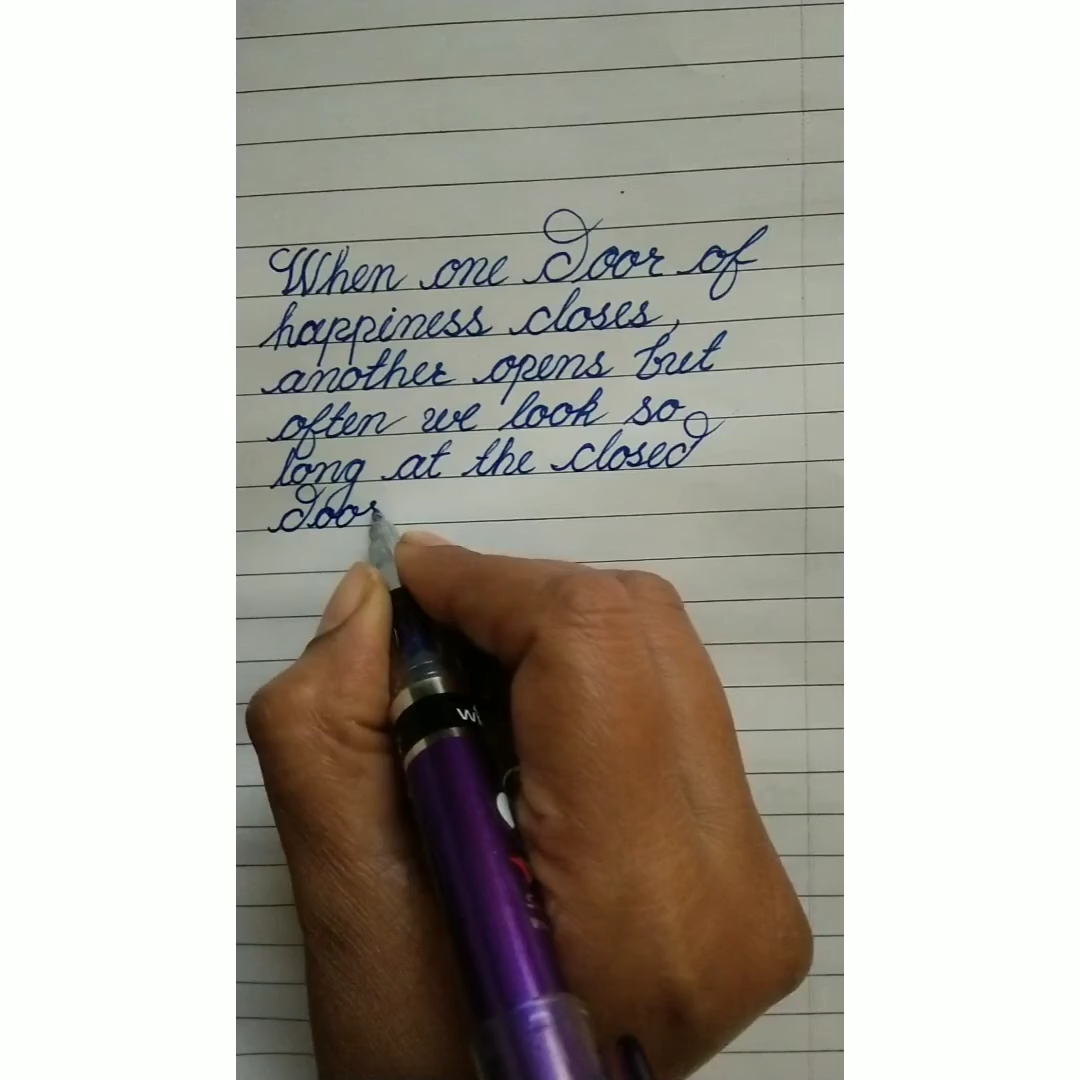 When one door of
happiness closes,
another opens but
often we look so
long at the closed
door